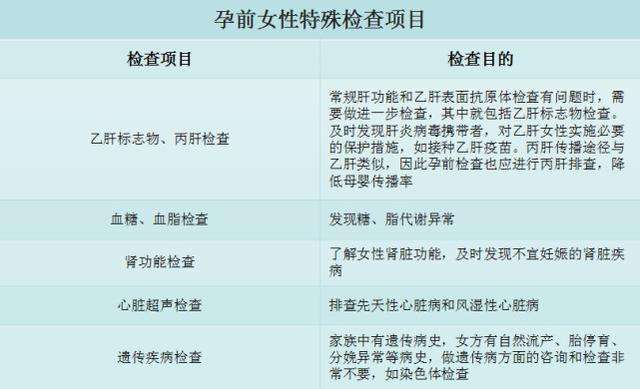 孕前女性特殊检查项目
检查项目
检查目的
乙肝标志物、丙肝检查
常规肝功能和乙肝表面抗原体检查有问题时，需
要做进一步检查，其中就包括乙肝标志物检查。
及时发现肝炎病毒携带者，对乙肝女性实施必要
的保护措施，如接种乙肝疫苗。丙肝传播途径与
乙肝类似，因此孕前检查也应进行丙肝排查，降
低母婴传播率
血糖、血脂检查
发现糖、脂代谢异常
肾功能检查
了解女性肾脏功能，及时发现不宜妊娠的肾脏疾
病
心脏超声检查
排查先天性心脏病和风湿性心脏病
遗传疾病检查
家族中有遗传病史，女方有自然流产、胎停育、
分娩异常等病史，做遗传病方面的咨询和检查非
常不要，如染色体检查